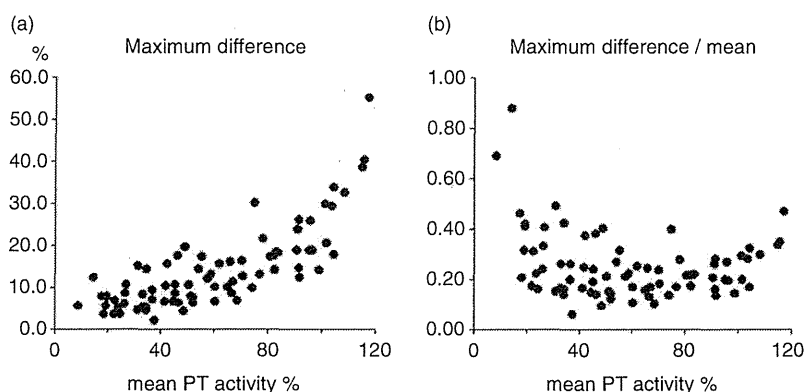 (a)
Maximum difference
%
60.0
50.0
40.0
30.0
20.0
10.0
0.0
0 40 80 120
mean PT activity %
(b)
Maximum difference / mean
1.00
0.80
0.60
0.40
0.20
0.00
0 40 80 120
mean PT activity %